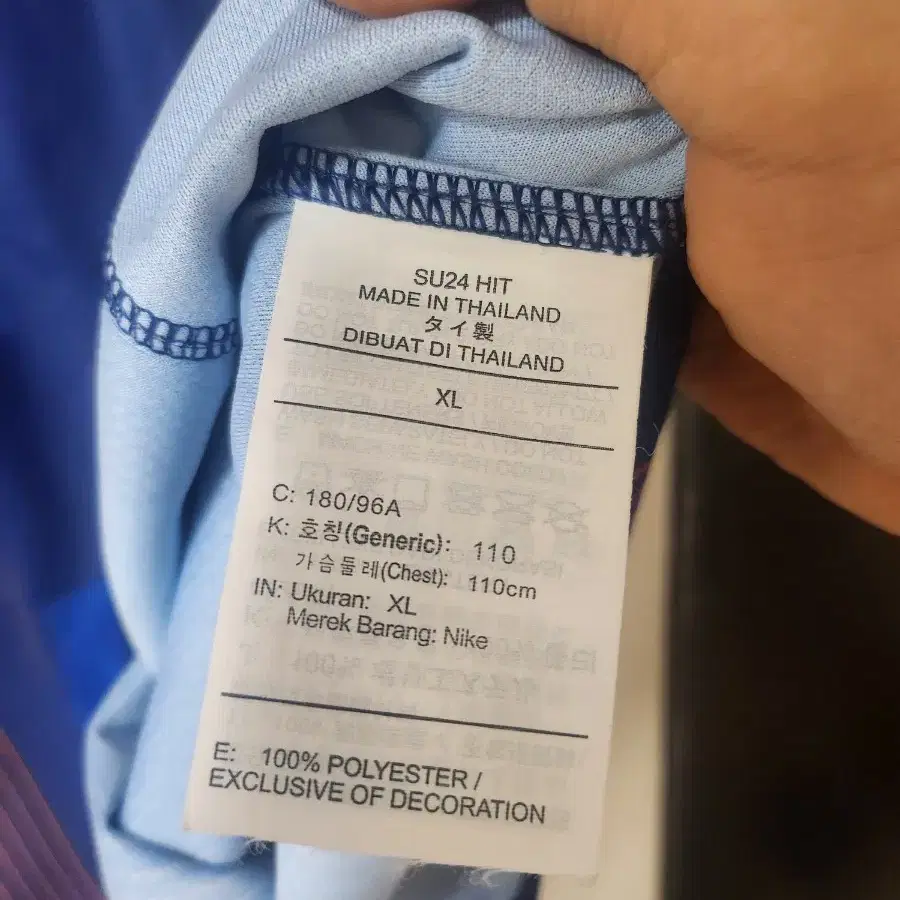 SU24 HIT
MADE IN THAILAND
タイ製
DIBUAT DI THAILAND
XL
C: 180/96A
K: 호칭(Generic): 110
가슴둘레(Chest): 110cm
IN: Ukuran: XL
Merek Barang: Nike
E: 100% POLYESTER /
EXCLUSIVE OF DECORATION